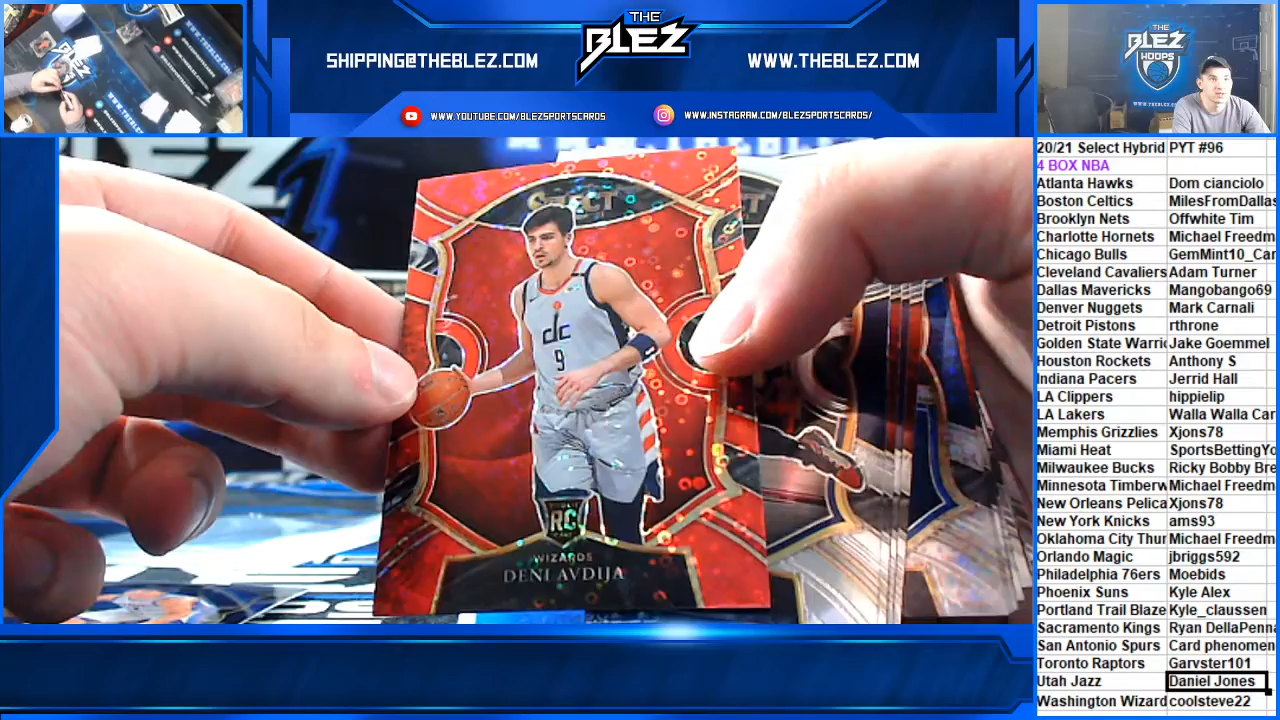 THE
BLEZ
SHIPPING@THEBLEZ.COM
WWW.THEBLEZ.COM
WWW.YOUTUBE.COM/BLEZSPORTSCARDS
WWW.INSTAGRAM.COM/BLEZSPORTSCARDS/
THE
BLEZ
HOOPS
SELECT
DC
9
RC
WIZARDS
DENI AVDIJA
20/21 Select Hybrid PYT #96
4 BOX NBA
Atlanta Hawks Dom cianciolo
Boston Celtics MilesFromDallas
Brooklyn Nets Offwhite Tim
Charlotte Hornets Michael Freedm
Chicago Bulls GemMint10_Car
Cleveland Cavaliers Adam Turner
Dallas Mavericks Mangobango69
Denver Nuggets Mark Carnali
Detroit Pistons rthrone
Golden State Warri Jake Goemmel
Houston Rockets Anthony S
Indiana Pacers Jerrid Hall
LA Clippers hippielip
LA Lakers Walla Walla Car
Memphis Grizzlies Xjons78
Miami Heat SportsBettingYo
Milwaukee Bucks Ricky Bobby Bre
Minnesota Timberw Michael Freedm
New Orleans Pelica Xjons78
New York Knicks ams93
Oklahoma City Thur Michael Freedm
Orlando Magic jbriggs592
Philadelphia 76ers Moebids
Phoenix Suns Kyle Alex
Portland Trail Blaze Kyle_claussen
Sacramento Kings Ryan DellaPenna
San Antonio Spurs Card phenomen
Toronto Raptors Garvster101
Utah Jazz Daniel Jones
Washington Wizard coolsteve22